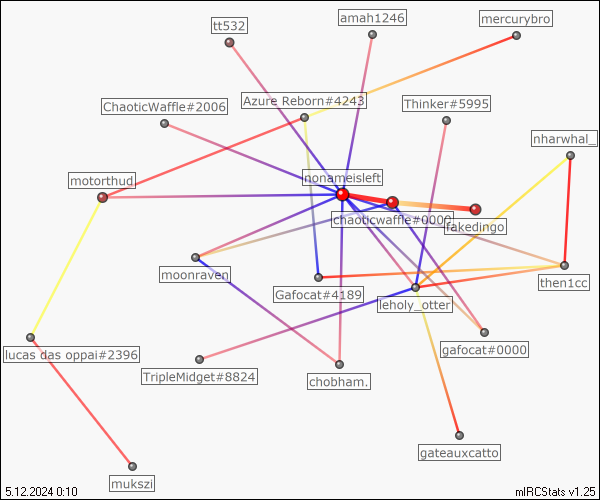 tt532
amah1246
mercurybro
ChaoticWaffle#2006
Azure Reborn#4243
Thinker#5995
nharwhal_
motorthud
nonameisleft
chaoticwaffle#0000
fakedingo
moonraven
Gafocat#4189
leholy_otter
then1cc
lucas das oppai#2396
gafocat#0000
TripleMidget#8824
chobham.
gateauxcatto
mukszi
5.12.2024 0:10
mIRCStats v1.25